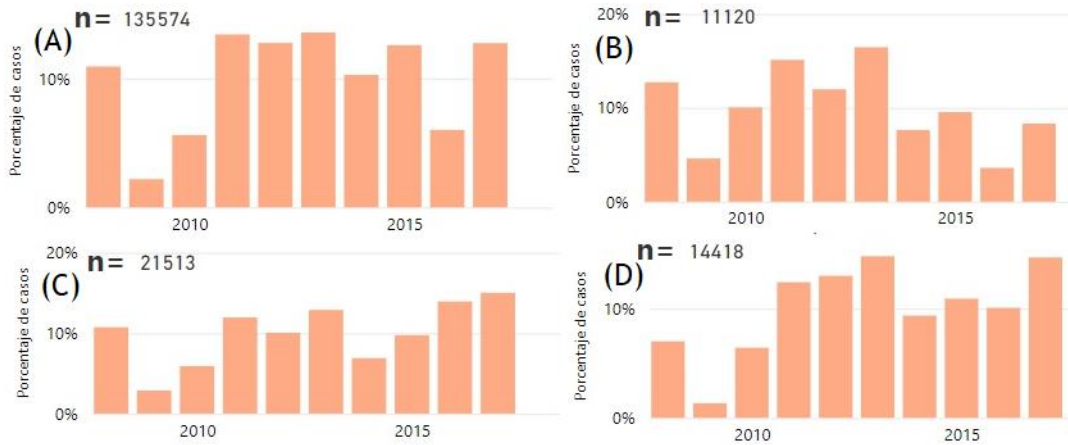 (A)
n= 135574
Porcentaje de casos
10%
0%
2010
2015
(B)
n= 11120
Porcentaje de casos
20%
10%
0%
2010
2015
(C)
n= 21513
Porcentaje de casos
20%
10%
0%
2010
2015
(D)
n= 14418
Porcentaje de casos
10%
0%
2010
2015